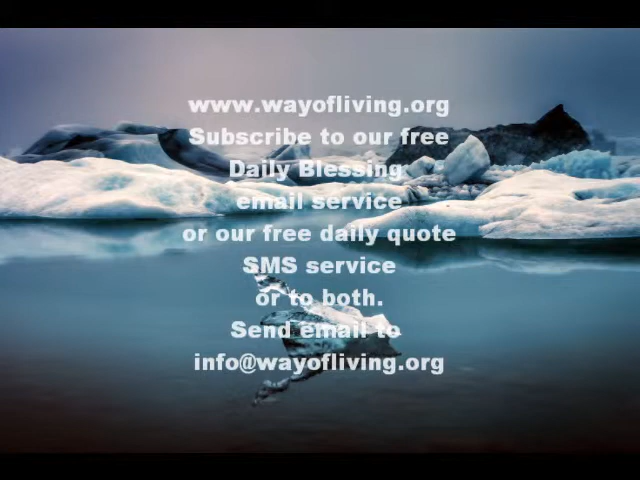 www.wayofliving.org
Subscribe to our free
Daily Blessing
email service
or our free daily quote
SMS service
or to both.
Send email to
info@wayofliving.org